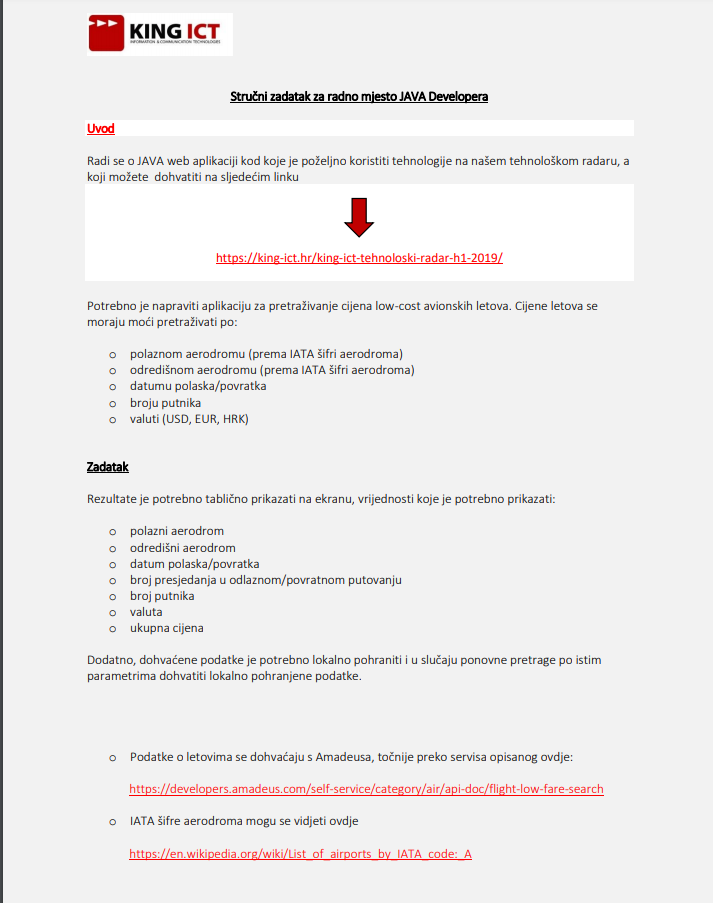 KING ICT
INFORMATION & COMMUNICATION TECHNOLOGIES
Stručni zadatak za radno mjesto JAVA Developera
Uvod
Radi se o JAVA web aplikaciji kod koje je poželjno koristiti tehnologije na našem tehnološkom radaru, a
koji možete dohvatiti na sljedećim linku
https://king-ict.hr/king-ict-tehnoloski-radar-h1-2019/
Potrebno je napraviti aplikaciju za pretraživanje cijena low-cost avionskih letova. Cijene letova se
moraju moći pretraživati po:
o polaznom aerodromu (prema IATA šifri aerodroma)
o odredišnom aerodromu (prema IATA šifri aerodroma)
o datumu polaska/povratka
o broju putnika
o valuti (USD, EUR, HRK)
Zadatak
Rezultate je potrebno tablično prikazati na ekranu, vrijednosti koje je potrebno prikazati:
o polazni aerodrom
o odredišni aerodrom
o datum polaska/povratka
o broj presjedanja u odlaznom/povratnom putovanju
o broj putnika
o valuta
o ukupna cijena
Dodatno, dohvaćene podatke je potrebno lokalno pohraniti i u slučaju ponovne pretrage po istim
parametrima dohvatiti lokalno pohranjene podatke.
o Podatke o letovima se dohvaćaju s Amadeusa, točnije preko servisa opisanog ovdje:
https://developers.amadeus.com/self-service/category/air/api-doc/flight-low-fare-search
o IATA šifre aerodroma mogu se vidjeti ovdje
https://en.wikipedia.org/wiki/List_of_airports_by_IATA_code:_A